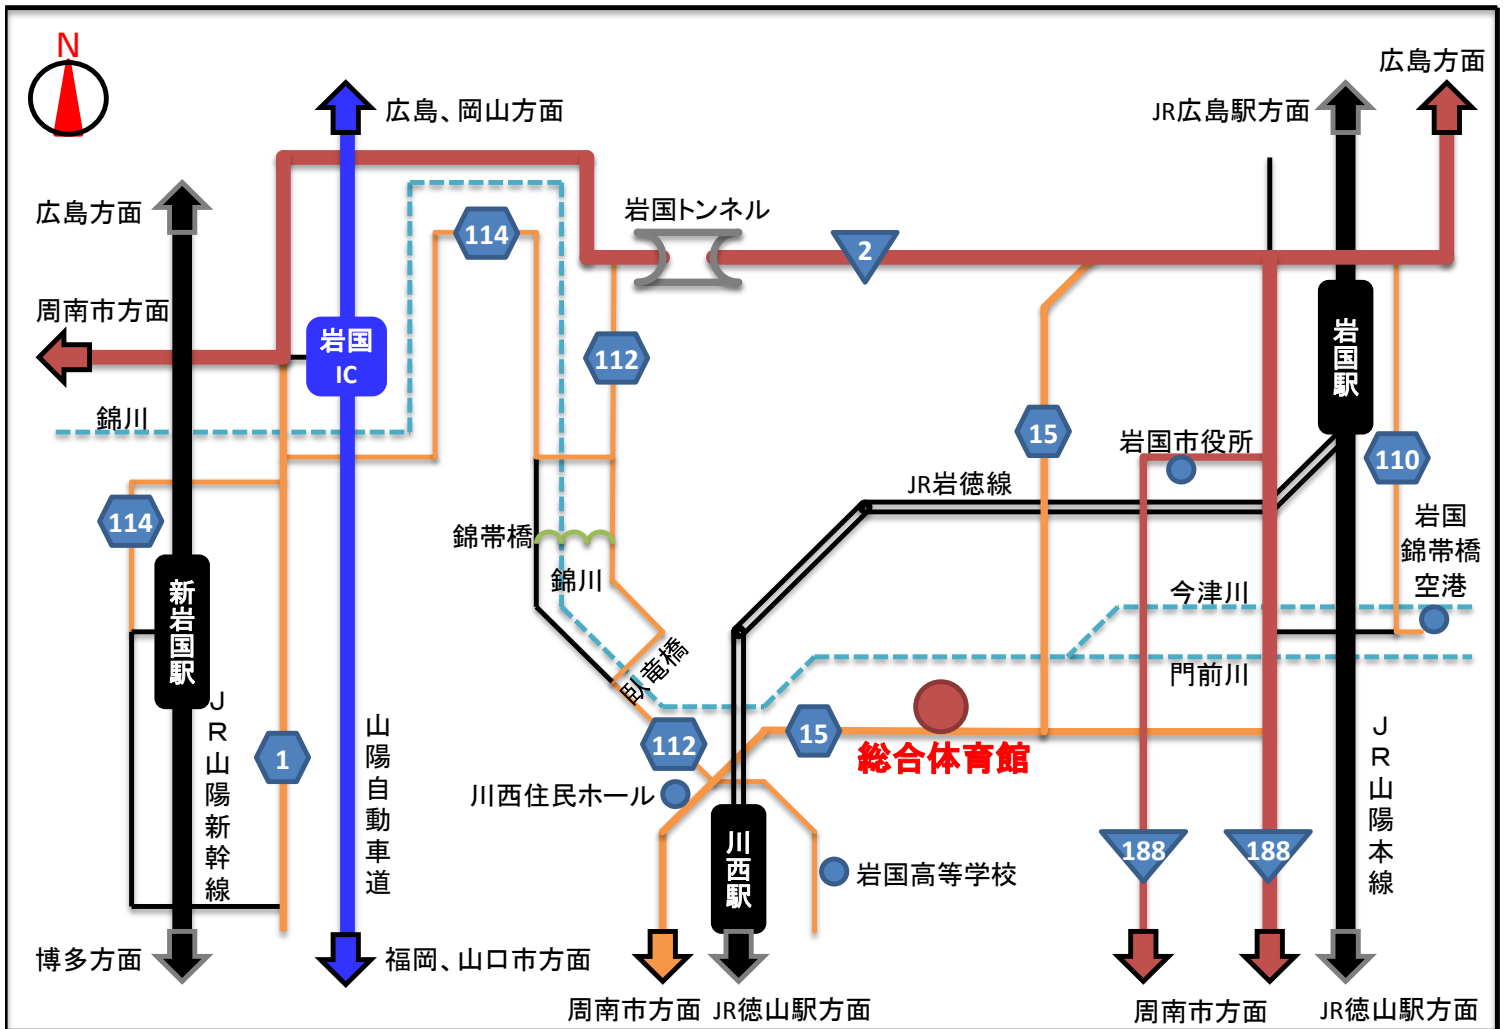 N
広島方面
広島、岡山方面
JR広島駅方面
広島方面
岩国トンネル
114
2
周南市方面
岩国
IC
112
岩国駅
錦川
15
岩国市役所
110
JR岩徳線
114
錦帯橋
岩国
錦帯橋
空港
錦川
今津川
新岩国駅
臥竜橋
門前川
JR山陽新幹線
1
山陽自動車道
112
15
総合体育館
JR山陽本線
川西住民ホール
川西駅
岩国高等学校
188
188
博多方面
福岡、山口市方面
周南市方面
JR徳山駅方面
周南市方面
JR徳山駅方面